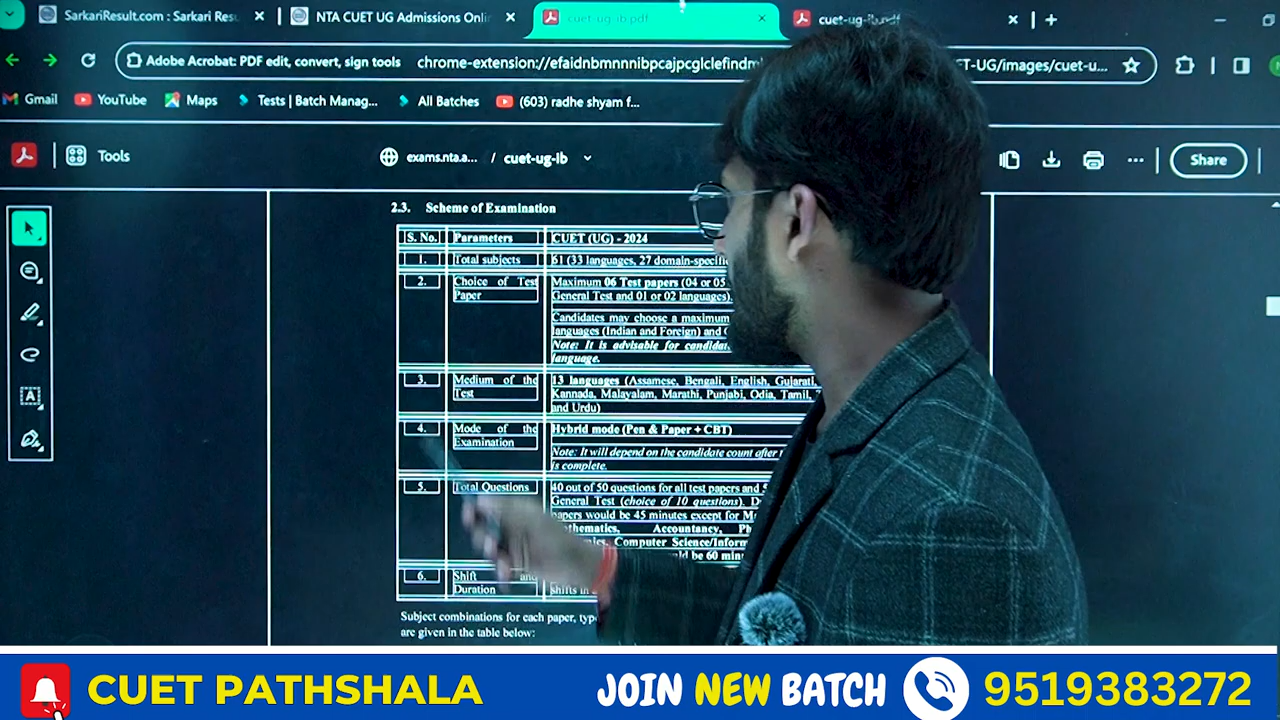 SarkariResult.com : Sarkari Res
NTA CUET UG Admissions Onli
cuet-ug-ib.pdf
cuet-ug-ib.pdf
Adobe Acrobat: PDF edit, convert, sign tools
chrome-extension://efaidnbmnnnibpcajpcglclefindm
ET-UG/images/cuet-u...
Gmail
YouTube
Maps
Tests | Batch Manag...
All Batches
(603) radhe shyam f...
Tools
exams.nta.a... / cuet-ug-ib
Share
2.3. Scheme of Examination
S. No. Parameters CUET (UG) - 2024
1. Total subjects 61 (33 languages, 27 domain-specifi
2. Choice of Test Maximum 06 Test papers (04 or 05
Paper General Test and 01 or 02 languages).
Candidates may choose a maximum
languages (Indian and Foreign) and
Note: It is advisable for candidat
language.
3. Medium of the 13 languages (Assamese, Bengali, English, Gujarati,
Test Kannada, Malayalam, Marathi, Punjabi, Odia, Tamil,
and Urdu)
4. Mode of the Hybrid mode (Pen & Paper + CBT)
Examination Note: It will depend on the candidate count after
is complete.
5. Total Questions 40 out of 50 questions for all test papers and 5
General Test (choice of 10 questions). D
papers would be 45 minutes except for
thematics, Accountancy, Ph
Computer Science/Inform
uld be 60 min
6. Shift and
Duration shifts in
Subject combinations for each paper, typ
are given in the table below:
CUET PATHSHALA
JOIN NEW BATCH
9519383272